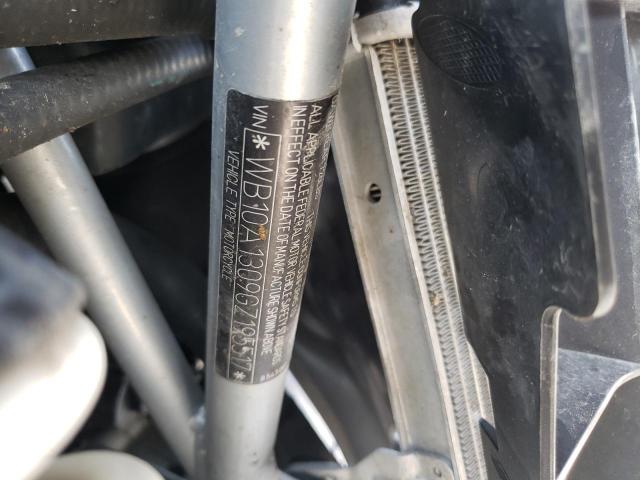 ALL APPLICABLE FEDERAL MOTOR VEHICLE SAFETY STANDARDS
IN EFFECT ON THE DATE OF MANUFACTURE SHOWN ABOVE
VIN *WB10A1309GZ195517*
VEHICLE TYPE: MOTORCYCLE